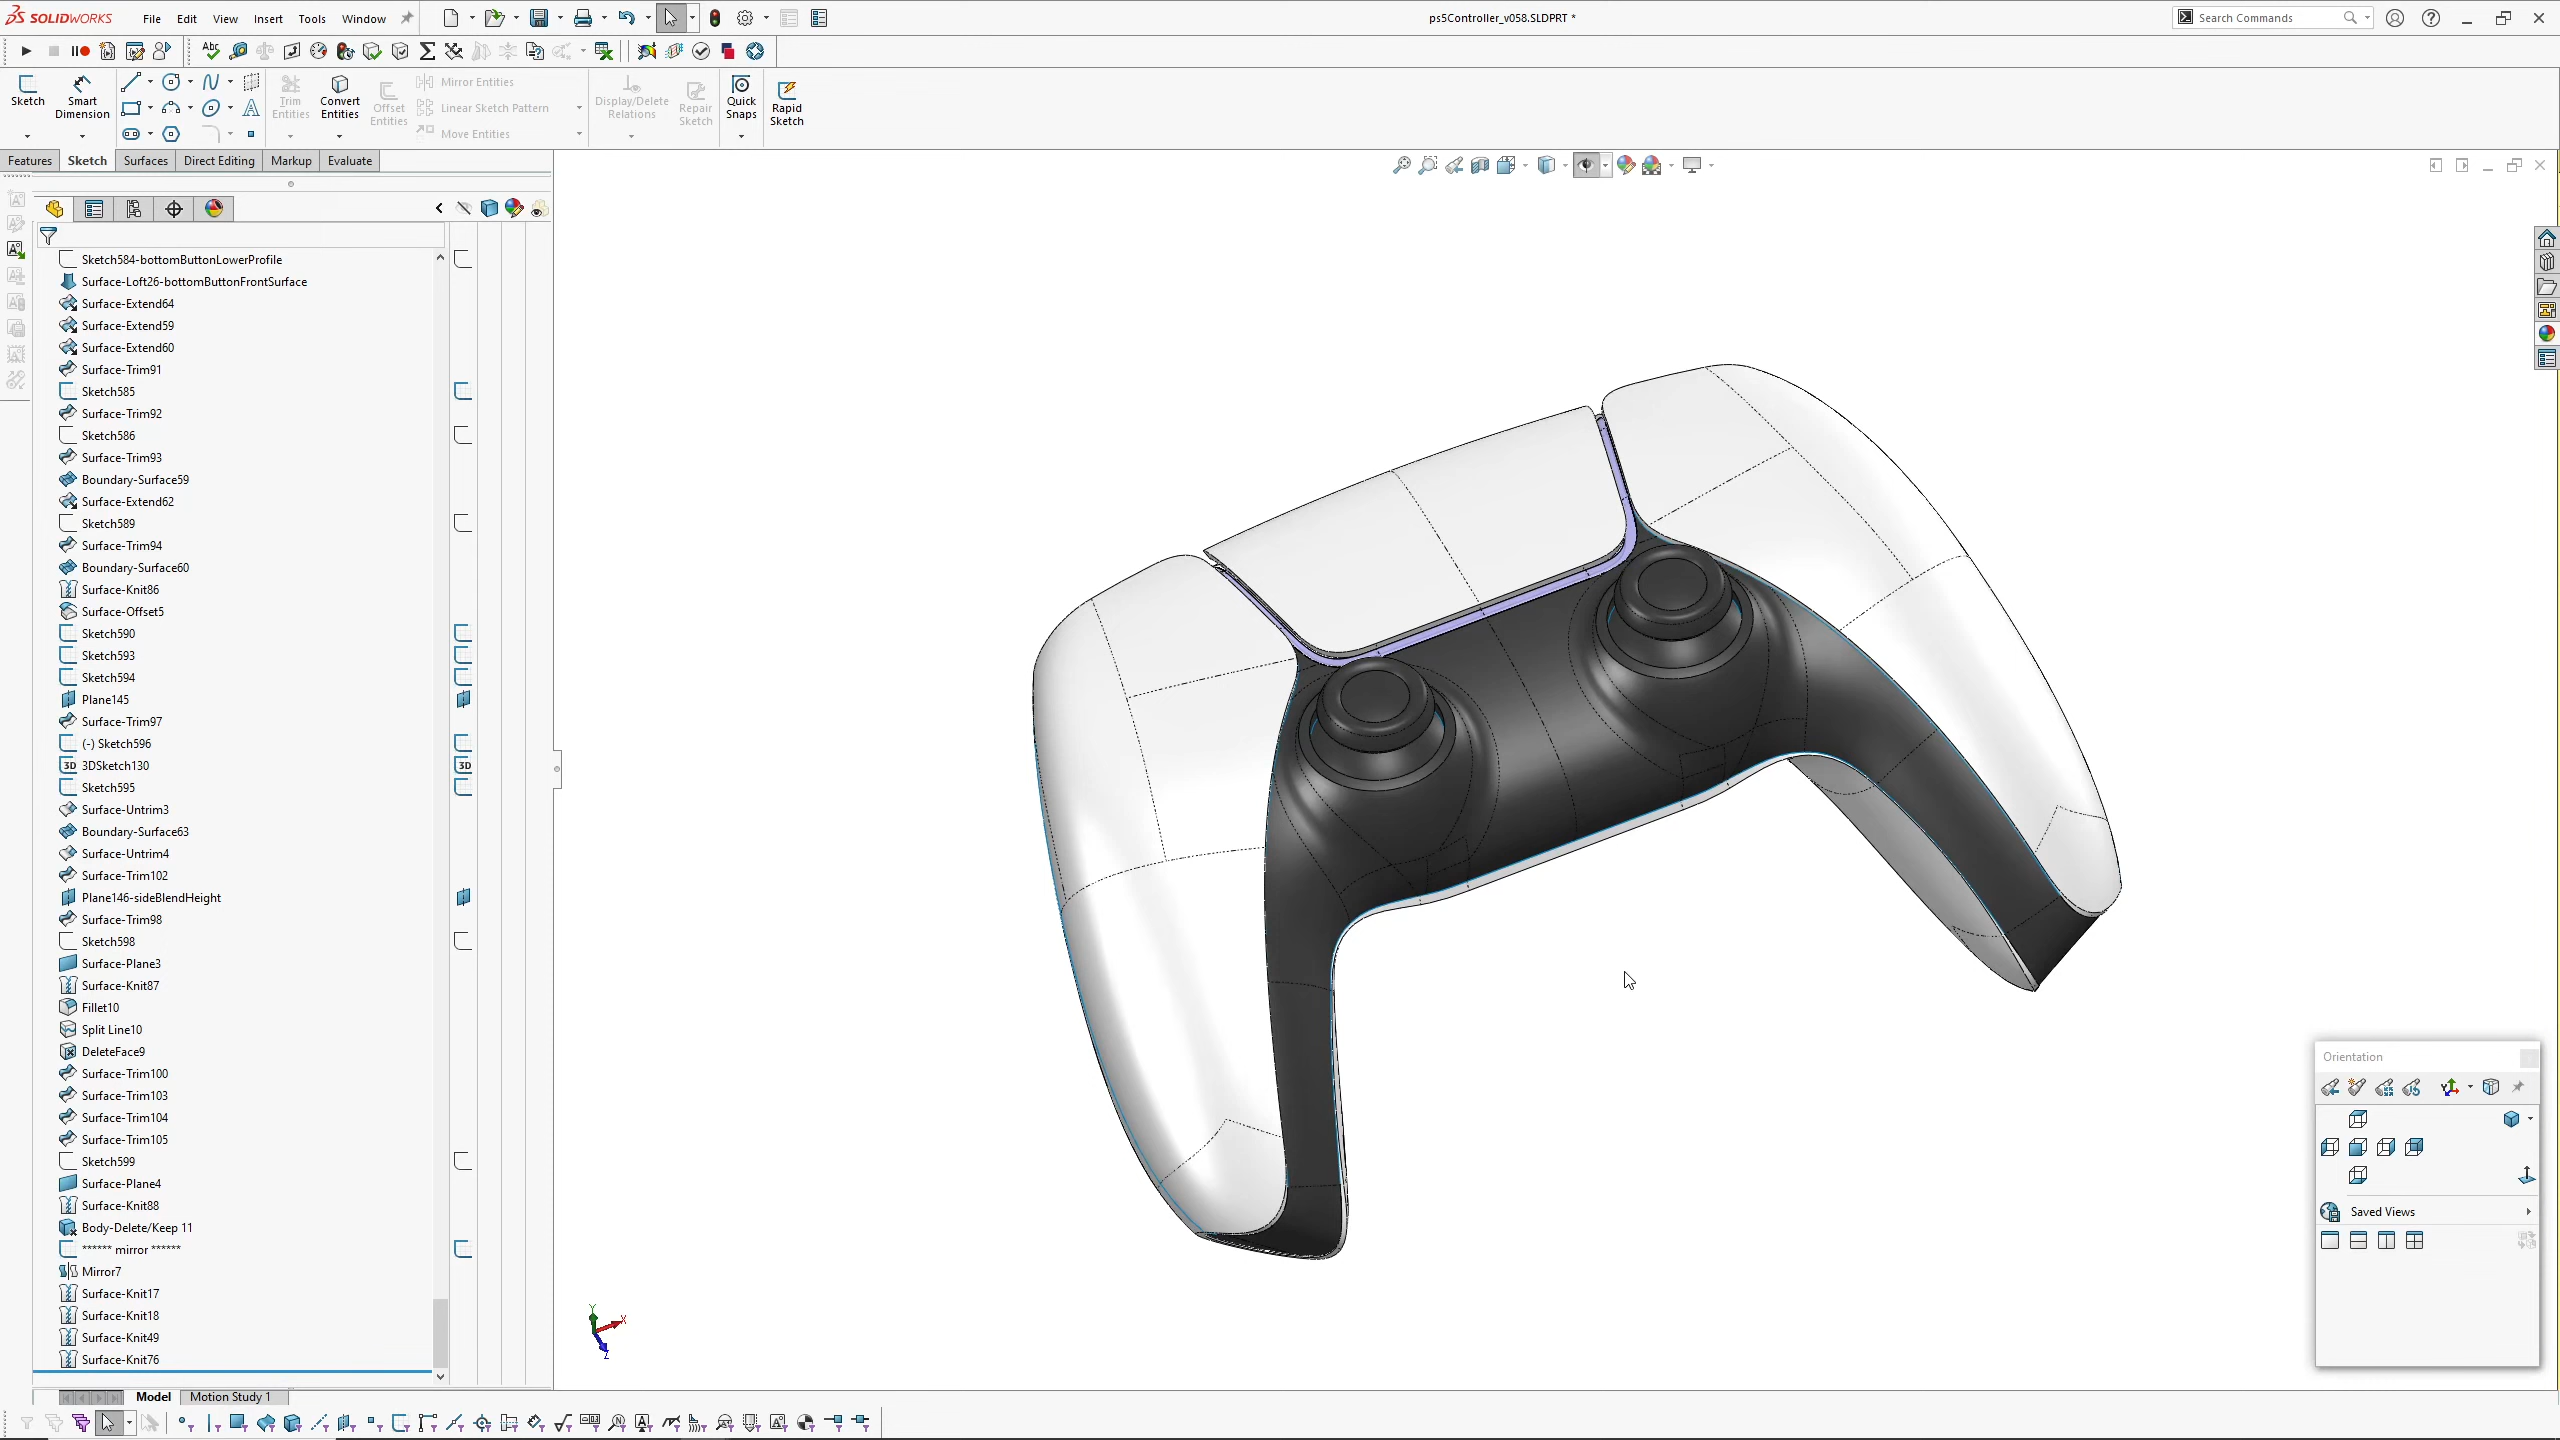 SOLIDWORKS File Edit View Insert Tools Window ps5Controller_v058.SLDPRT * Search Commands
Sketch Smart Dimension Trim Entities Convert Entities Offset Entities Mirror Entities Linear Sketch Pattern Move Entities Display/Delete Relations Repair Sketch Quick Snaps Rapid Sketch
Features Sketch Surfaces Direct Editing Markup Evaluate
Sketch584-bottomButtonLowerProfile
Surface-Loft26-bottomButtonFrontSurface
Surface-Extend64
Surface-Extend59
Surface-Extend60
Surface-Trim91
Sketch585
Surface-Trim92
Sketch586
Surface-Trim93
Boundary-Surface59
Surface-Extend62
Sketch589
Surface-Trim94
Boundary-Surface60
Surface-Knit86
Surface-Offset5
Sketch590
Sketch593
Sketch594
Plane145
Surface-Trim97
(-) Sketch596
3D 3DSketch130 3D
Sketch595
Surface-Untrim3
Boundary-Surface63
Surface-Untrim4
Surface-Trim102
Plane146-sideBlendHeight
Surface-Trim98
Sketch598
Surface-Plane3
Surface-Knit87
Fillet10
Split Line10
DeleteFace9
Surface-Trim100
Surface-Trim103
Surface-Trim104
Surface-Trim105
Sketch599
Surface-Plane4
Surface-Knit88
Body-Delete/Keep 11
****** mirror ******
Mirror7
Surface-Knit17
Surface-Knit18
Surface-Knit49
Surface-Knit76
Model Motion Study 1
Y
X
Z
Orientation
Saved Views